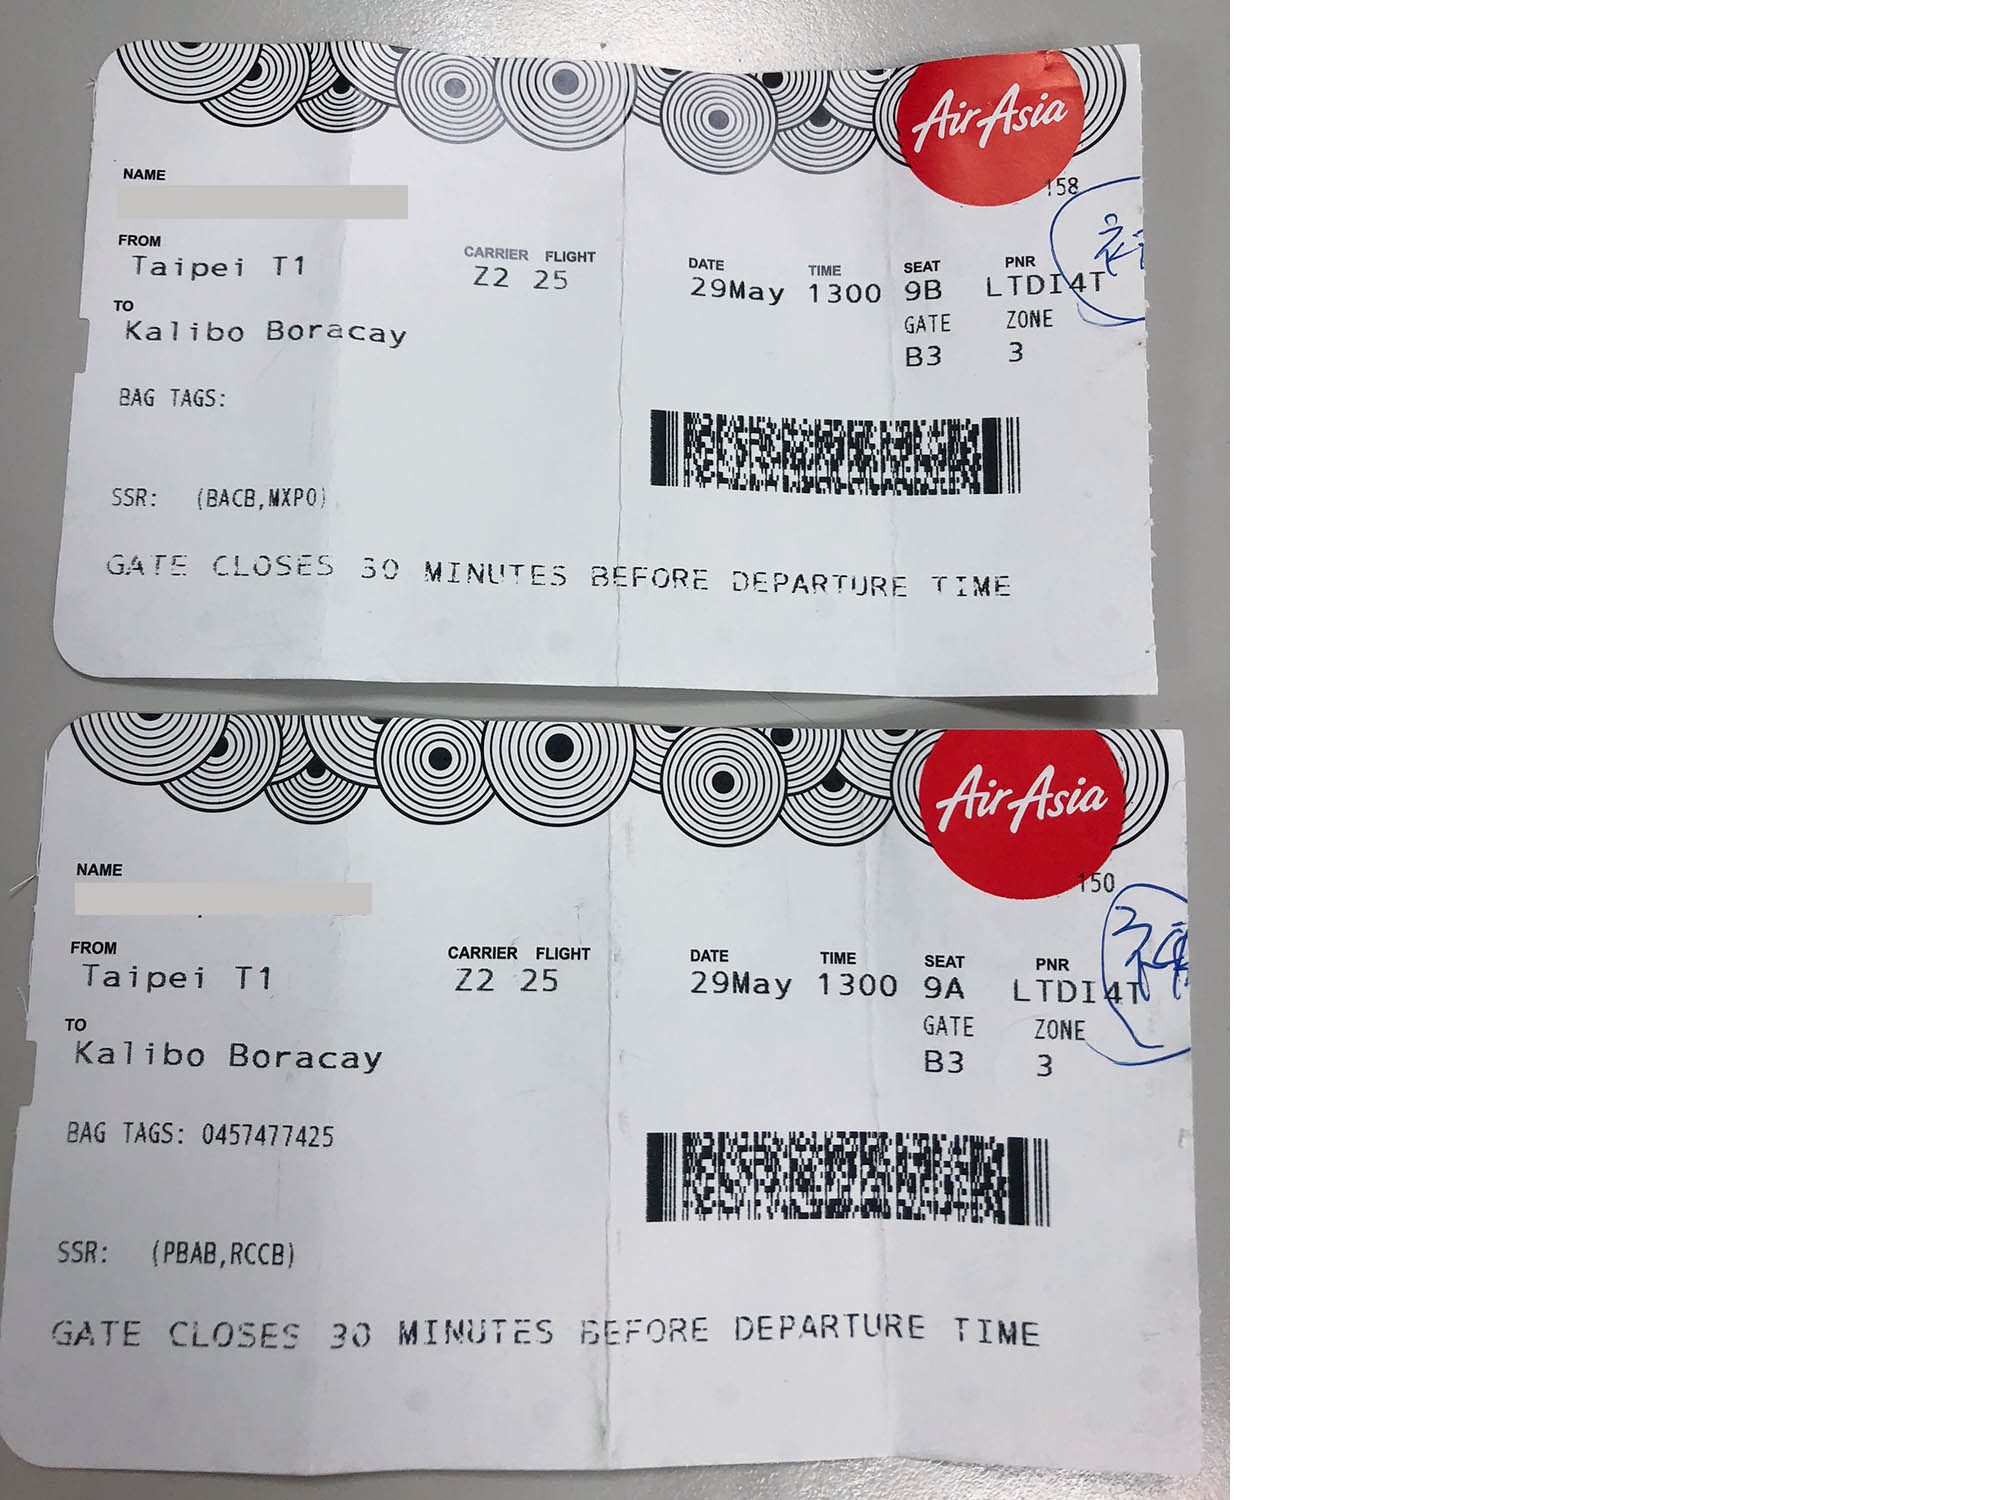 AirAsia
158
NAME
FROM
Taipei T1
CARRIER FLIGHT
Z2 25
DATE TIME SEAT PNR
29May 1300 9B LTDI4T
TO
Kalibo Boracay
GATE ZONE
B3 3
BAG TAGS:
SSR: (BACB,MXPO)
GATE CLOSES 30 MINUTES BEFORE DEPARTURE TIME
AirAsia
150
NAME
FROM
Taipei T1
CARRIER FLIGHT
Z2 25
DATE TIME SEAT PNR
29May 1300 9A LTDI4T
TO
Kalibo Boracay
GATE ZONE
B3 3
BAG TAGS: 0457477425
SSR: (PBAB,RCCB)
GATE CLOSES 30 MINUTES BEFORE DEPARTURE TIME